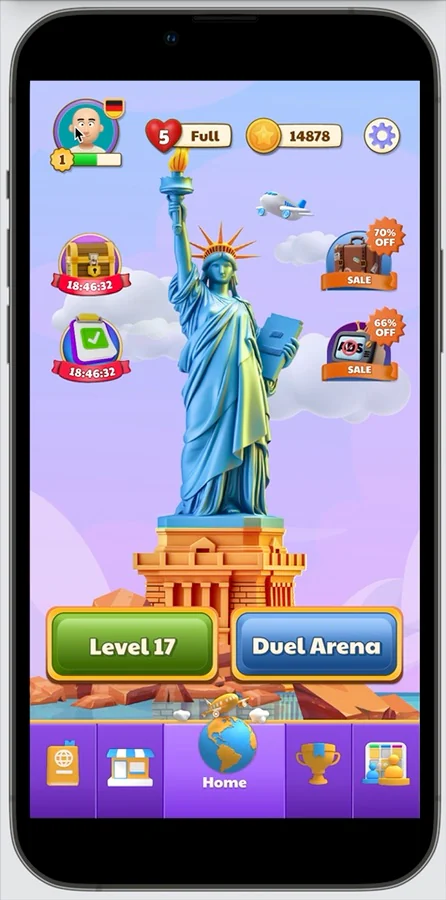 5
Full
14878
1
70%
OFF
SALE
18:46:32
66%
OFF
ADS
SALE
18:46:32
Level 17
Duel Arena
Home